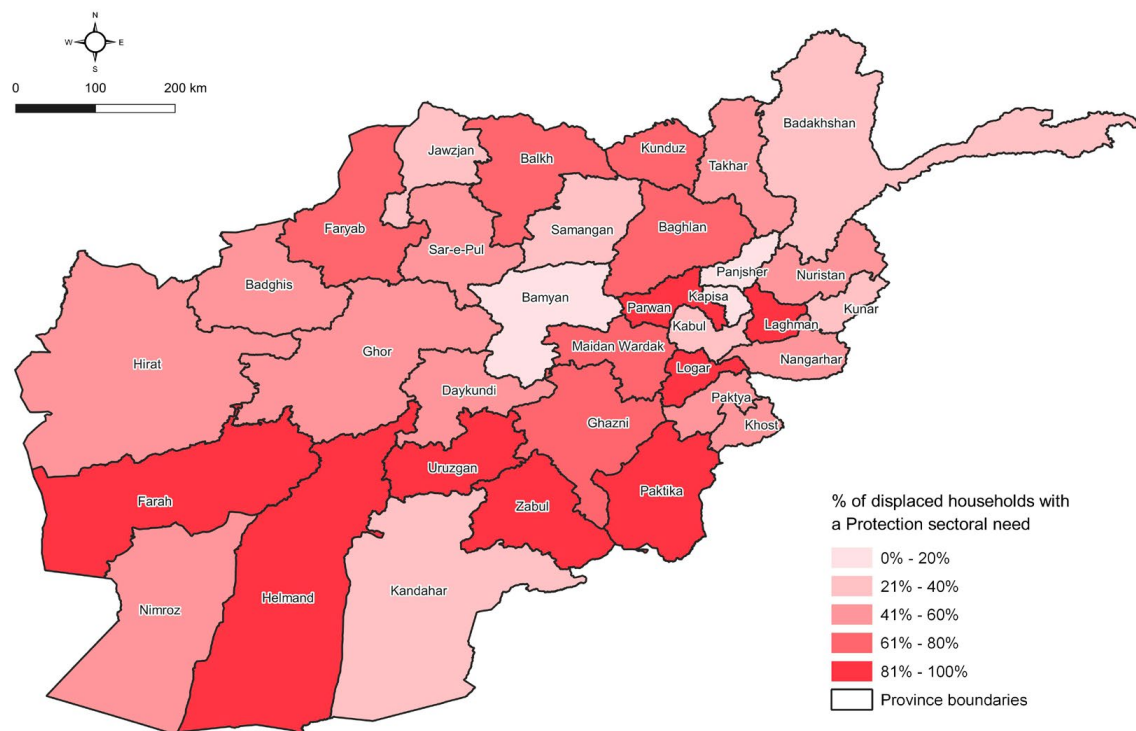 N
W E
S
0 100 200 km
Badakhshan
Jawzjan
Balkh
Kunduz
Takhar
Faryab
Sar-e-Pul
Samangan
Baghlan
Badghis
Panjsher
Nuristan
Bamyan
Parwan
Kapisa
Kunar
Kabul
Laghman
Hirat
Ghor
Maidan Wardak
Nangarhar
Logar
Daykundi
Paktya
Ghazni
Khost
Uruzgan
Farah
Zabul
Paktika
Kandahar
Helmand
Nimroz
% of displaced households with
a Protection sectoral need
0% - 20%
21% - 40%
41% - 60%
61% - 80%
81% - 100%
Province boundaries